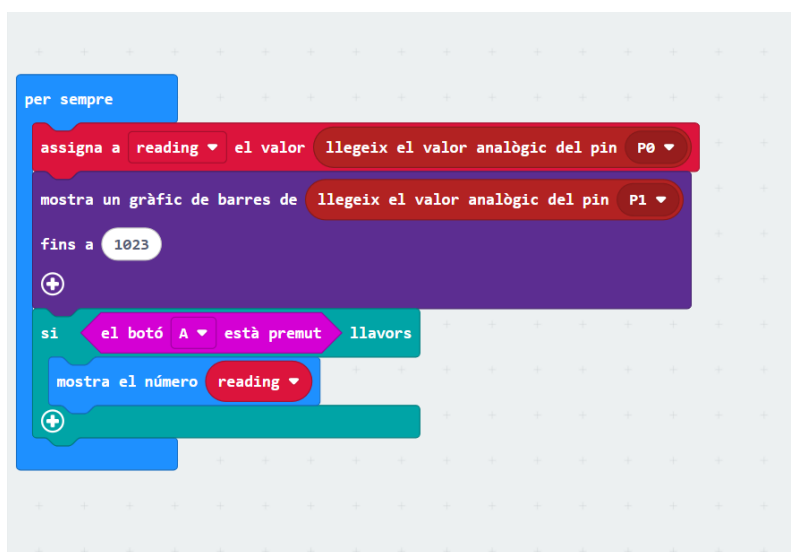 per sempre
assigna a reading el valor llegeix el valor analògic del pin P0
mostra un gràfic de barres de llegeix el valor analògic del pin P1
fins a 1023
si el botó A està premut llavors
mostra el número reading